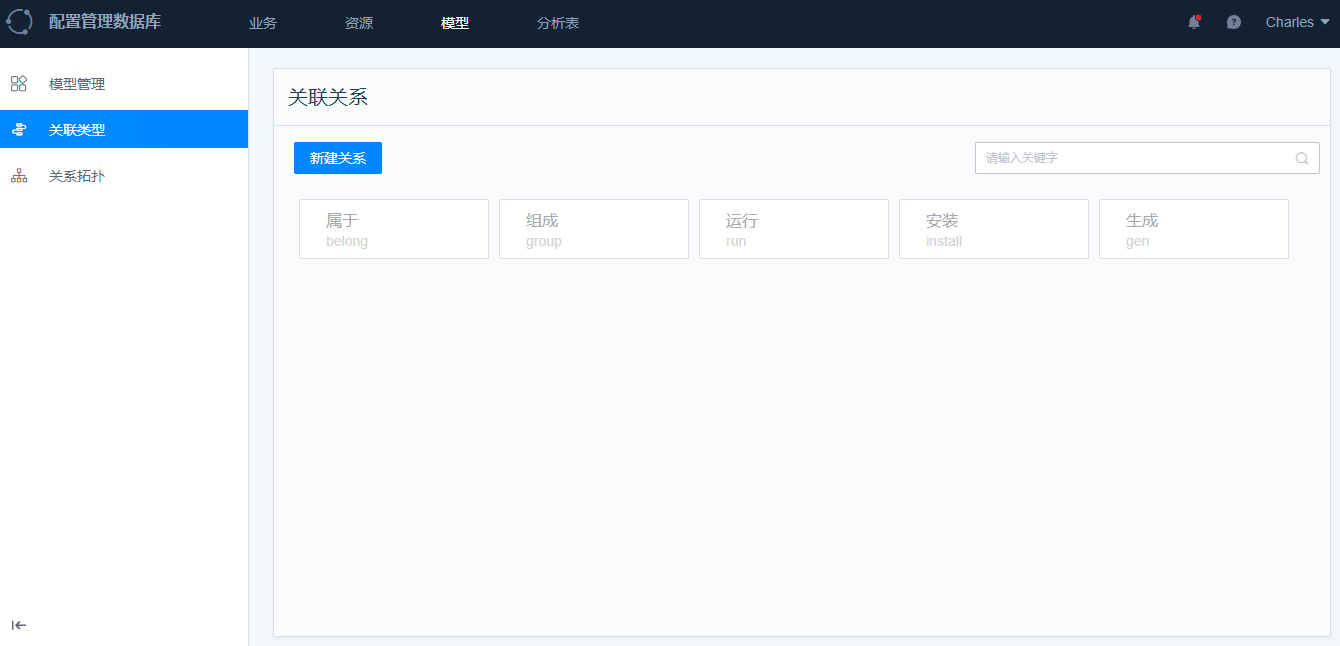 配置管理数据库
业务
资源
模型
分析表
Charles
模型管理
关联类型
关系拓扑
关联关系
新建关系
请输入关键字
属于
belong
组成
group
运行
run
安装
install
生成
gen